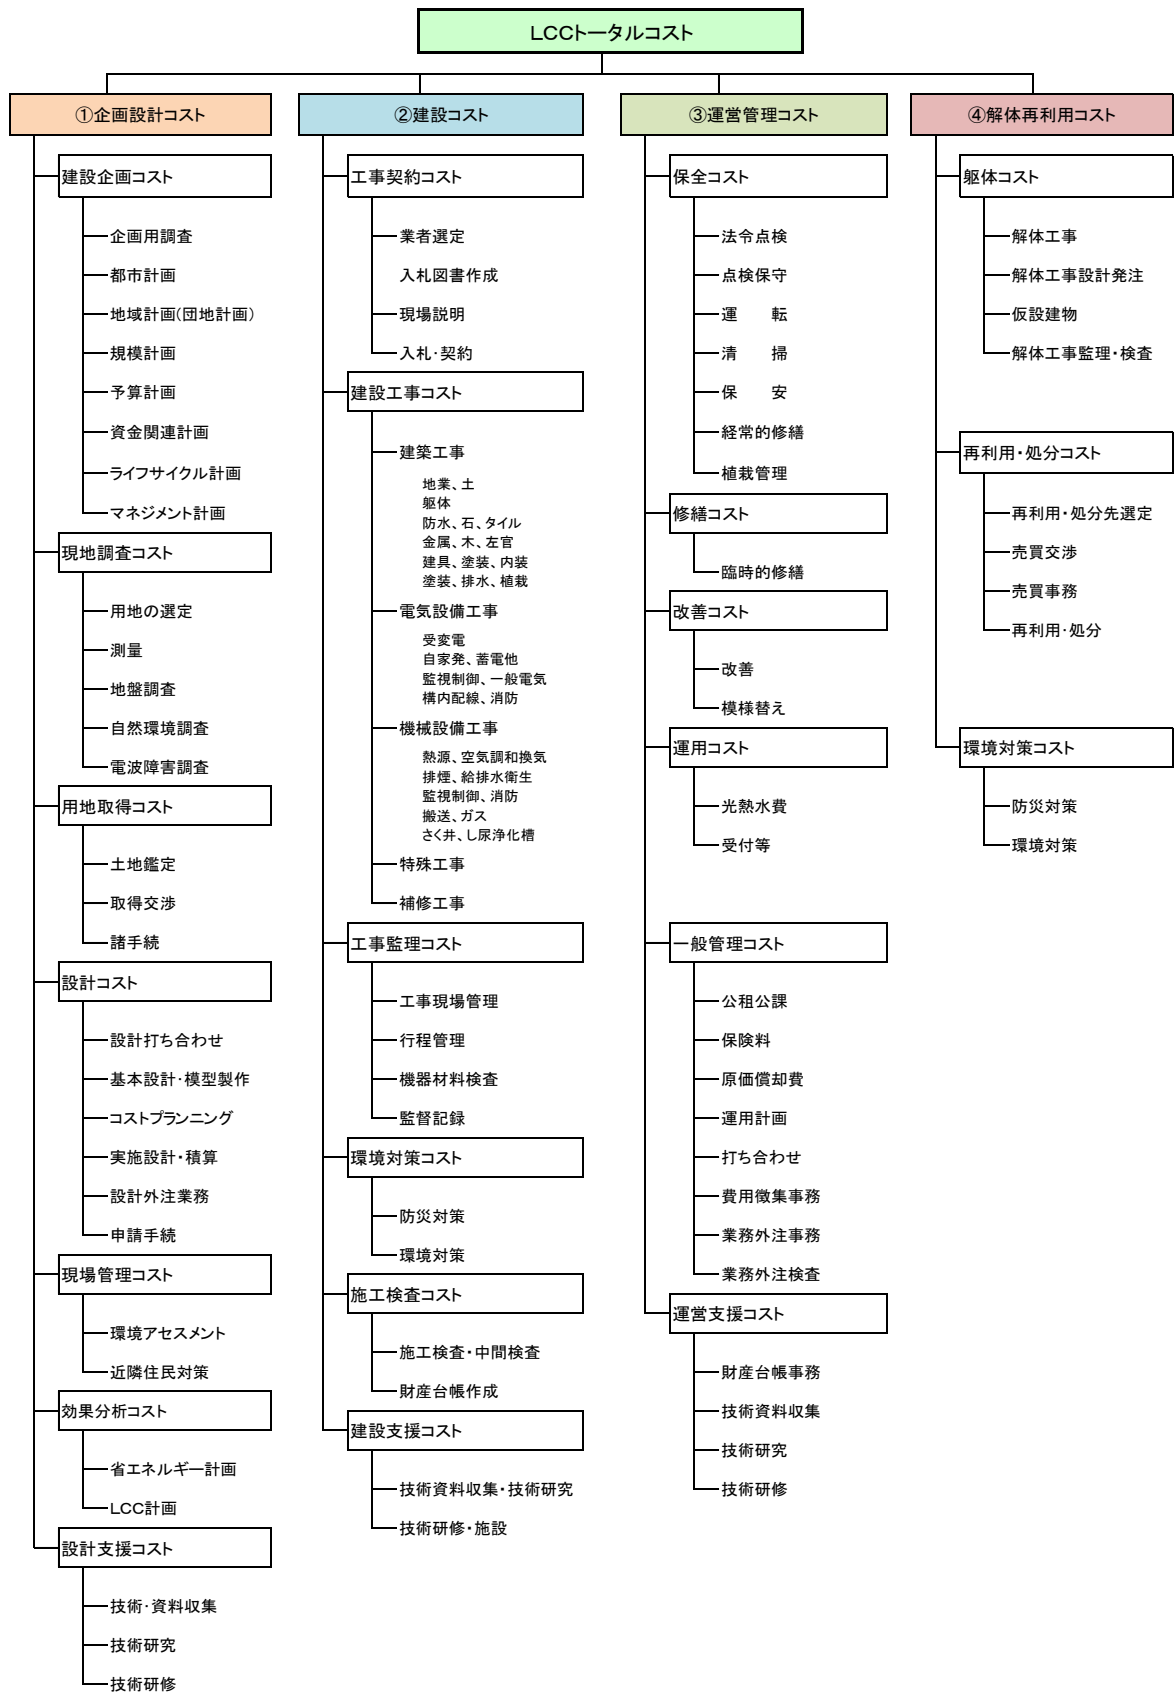 LCCトータルコスト
①企画設計コスト
建設企画コスト
企画用調査
都市計画
地域計画(団地計画)
規模計画
予算計画
資金関連計画
ライフサイクル計画
マネジメント計画
現地調査コスト
用地の選定
測量
地盤調査
自然環境調査
電波障害調査
用地取得コスト
土地鑑定
取得交渉
諸手続
設計コスト
設計打ち合わせ
基本設計・模型製作
コストプランニング
実施設計・積算
設計外注業務
申請手続
現場管理コスト
環境アセスメント
近隣住民対策
効果分析コスト
省エネルギー計画
LCC計画
設計支援コスト
技術・資料収集
技術研究
技術研修
②建設コスト
工事契約コスト
業者選定
入札図書作成
現場説明
入札・契約
建設工事コスト
建築工事
地業、土
躯体
防水、石、タイル
金属、木、左官
建具、塗装、内装
塗装、排水、植栽
電気設備工事
受変電
自家発、蓄電他
監視制御、一般電気
構内配線、消防
機械設備工事
熱源、空気調和換気
排煙、給排水衛生
監視制御、消防
搬送、ガス
さく井、し尿浄化槽
特殊工事
補修工事
工事監理コスト
工事現場管理
行程管理
機器材料検査
監督記録
環境対策コスト
防災対策
環境対策
施工検査コスト
施工検査・中間検査
財産台帳作成
建設支援コスト
技術資料収集・技術研究
技術研修・施設
③運営管理コスト
保全コスト
法令点検
点検保守
運　　転
清　　掃
保　　安
経常的修繕
植栽管理
修繕コスト
臨時的修繕
改善コスト
改善
模様替え
運用コスト
光熱水費
受付等
一般管理コスト
公租公課
保険料
原価償却費
運用計画
打ち合わせ
費用徴集事務
業務外注事務
業務外注検査
運営支援コスト
財産台帳事務
技術資料収集
技術研究
技術研修
④解体再利用コスト
躯体コスト
解体工事
解体工事設計発注
仮設建物
解体工事監理・検査
再利用・処分コスト
再利用・処分先選定
売買交渉
売買事務
再利用・処分
環境対策コスト
防災対策
環境対策